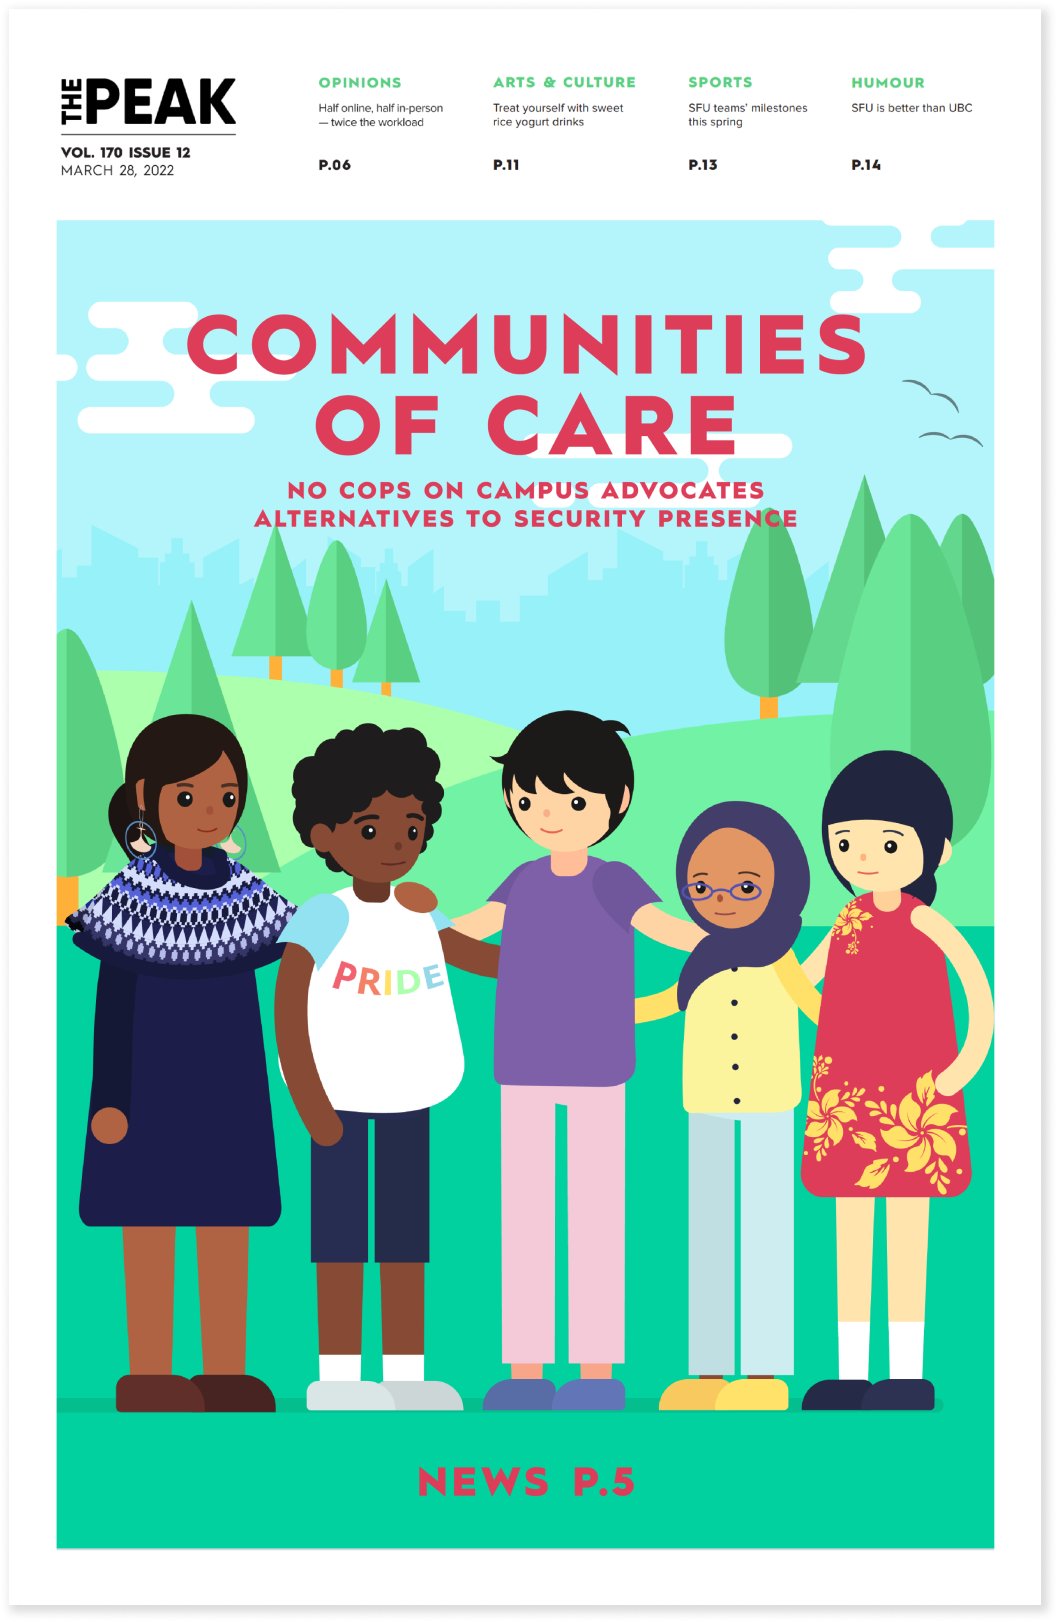 THE PEAK
VOL. 170 ISSUE 12
MARCH 28, 2022
OPINIONS
Half online, half in-person
— twice the workload
P.06
ARTS & CULTURE
Treat yourself with sweet
rice yogurt drinks
P.11
SPORTS
SFU teams’ milestones
this spring
P.13
HUMOUR
SFU is better than UBC
P.14
COMMUNITIES
OF CARE
NO COPS ON CAMPUS ADVOCATES
ALTERNATIVES TO SECURITY PRESENCE
PRIDE
NEWS P.5